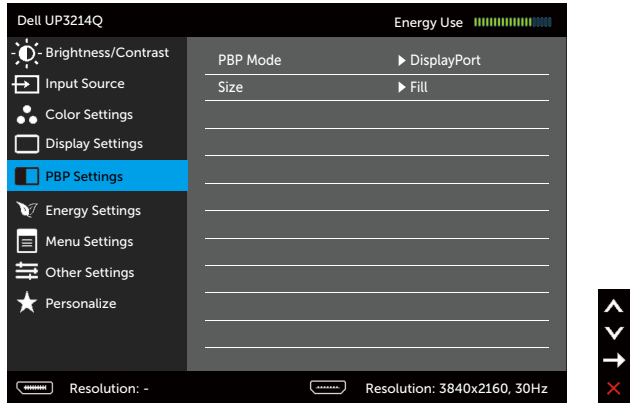 Dell UP3214Q Energy Use
Brightness/Contrast
Input Source
Color Settings
Display Settings
PBP Settings
Energy Settings
Menu Settings
Other Settings
Personalize
PBP Mode DisplayPort
Size Fill
Resolution: - Resolution: 3840x2160, 30Hz